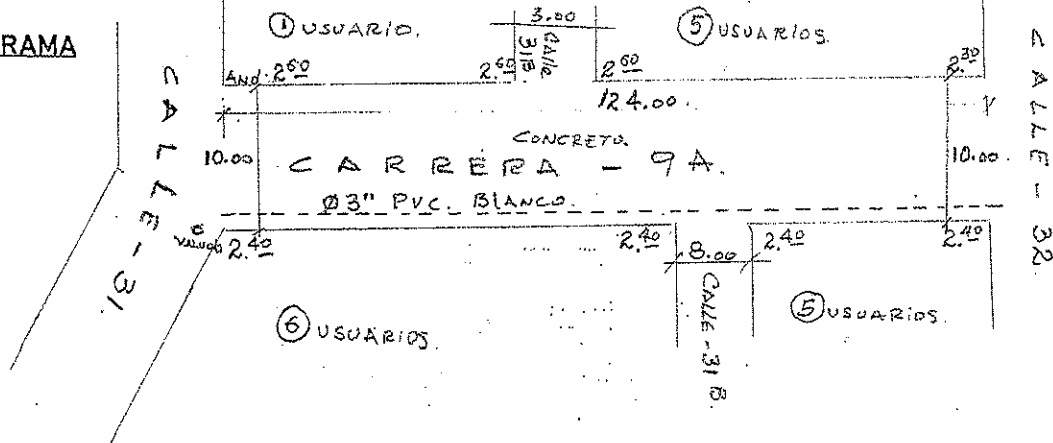 RAMA
① USUARIO.
3.00
CAlle
31B.
⑤ USUARIOS.
CALLE - 31.
CALLE - 32.
And. 2.60
2.60
2.60
2.30
124.00.
CONCRETO.
10.00
CARRERA - 9A.
10.00.
Ø3" PVC. BLANCO.
2.40
2.40
8.00
2.40
2.40
CALLE - 31 B.
⑥ USUARIOS.
⑤ USUARIOS.